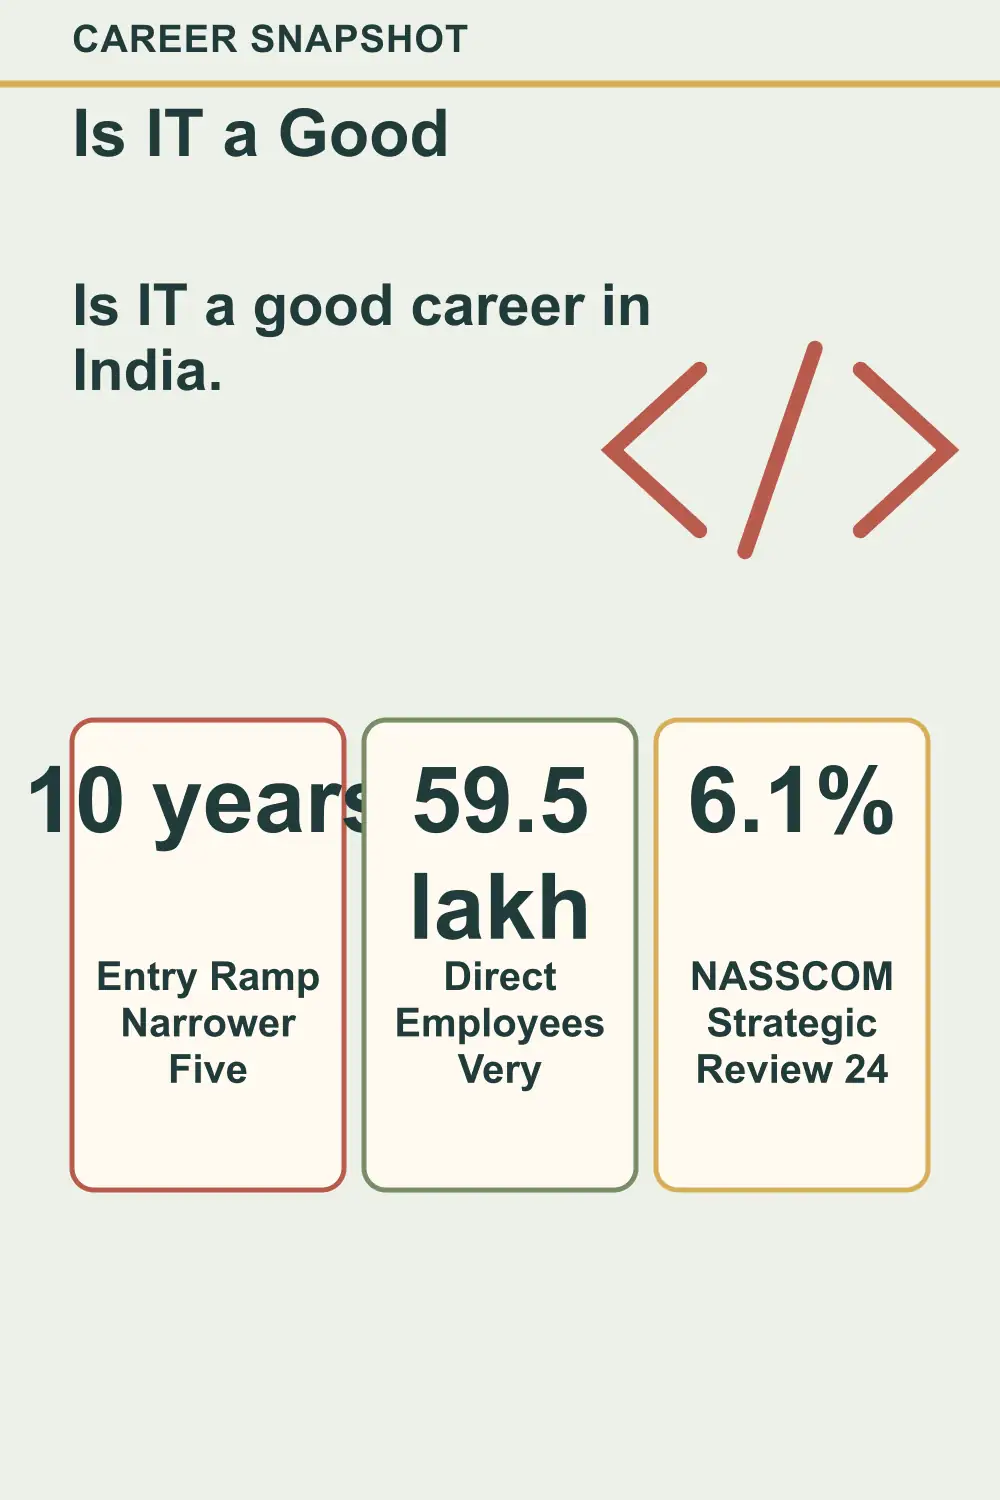 CAREER SNAPSHOT
Is IT a Good
Is IT a good career in
India.
10 years
Entry Ramp
Narrower
Five
59.5
lakh
Direct
Employees
Very
6.1%
NASSCOM
Strategic
Review 24